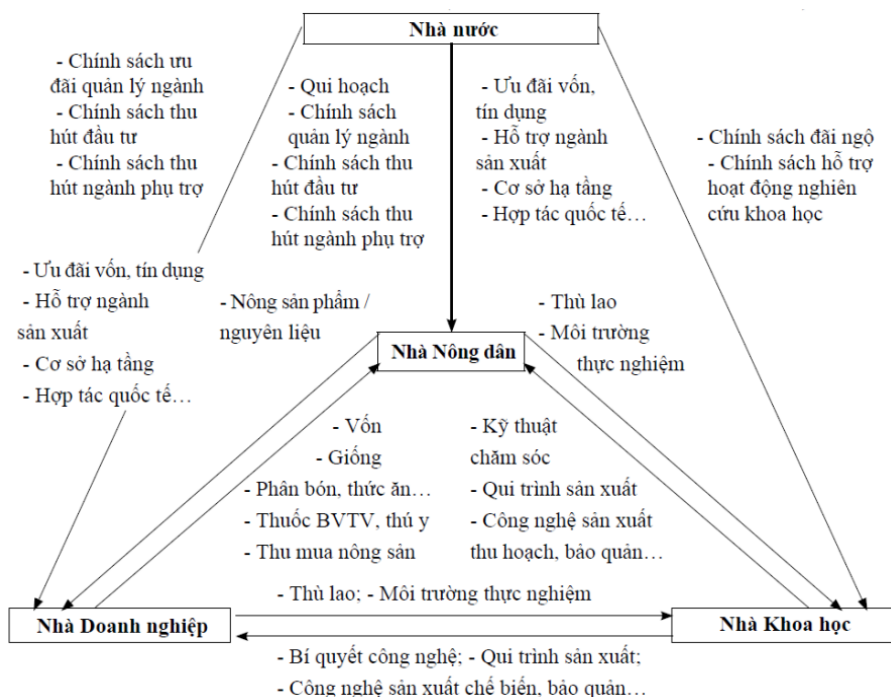 Nhà nước
- Chính sách ưu
đãi quản lý ngành
- Chính sách thu
hút đầu tư
- Chính sách thu
hút ngành phụ trợ
- Qui hoạch
- Chính sách
quản lý ngành
- Chính sách thu
hút đầu tư
- Chính sách thu
hút ngành phụ trợ
- Ưu đãi vốn,
tín dụng
- Hỗ trợ ngành
sản xuất
- Cơ sở hạ tầng
- Hợp tác quốc tế…
- Chính sách đãi ngộ
- Chính sách hỗ trợ
hoạt động nghiên
cứu khoa học
- Ưu đãi vốn, tín dụng
- Hỗ trợ ngành
sản xuất
- Cơ sở hạ tầng
- Hợp tác quốc tế…
- Nông sản phẩm /
nguyên liệu
- Thù lao
- Môi trường
thực nghiệm
Nhà Nông dân
- Vốn
- Giống
- Phân bón, thức ăn…
- Thuốc BVTV, thú y
- Thu mua nông sản
- Kỹ thuật
chăm sóc
- Qui trình sản xuất
- Công nghệ sản xuất
thu hoạch, bảo quản…
- Thù lao; - Môi trường thực nghiệm
Nhà Doanh nghiệp
Nhà Khoa học
- Bí quyết công nghệ; - Qui trình sản xuất;
- Công nghệ sản xuất chế biến, bảo quản…